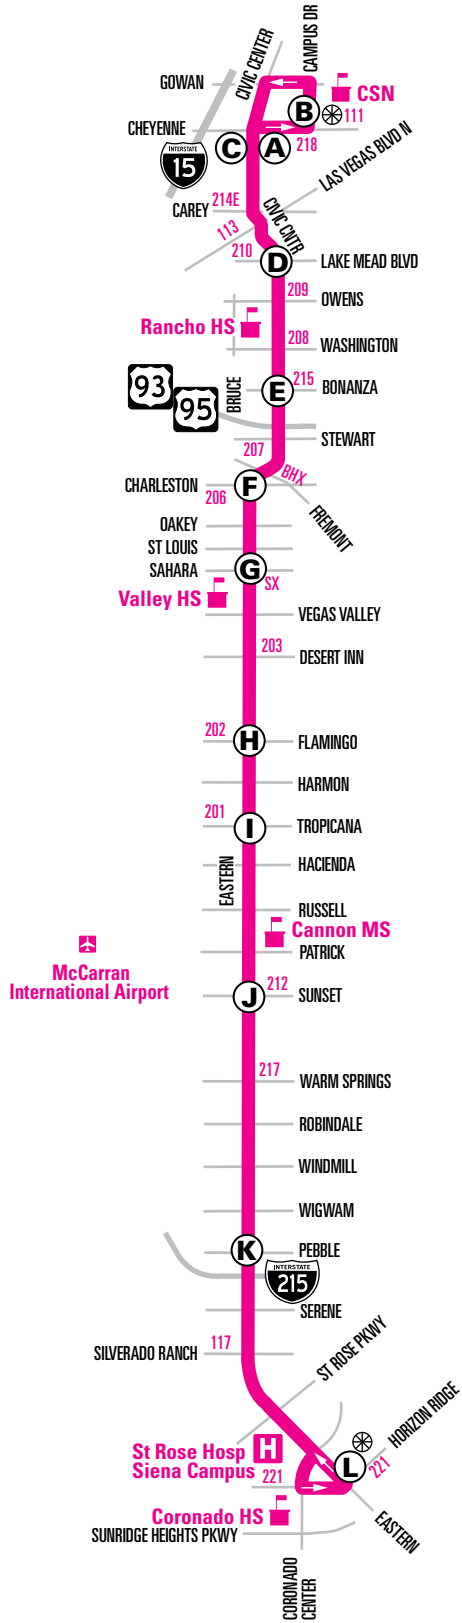 CIVIC CENTER
CAMPUS DR
GOWAN
CSN
B
111
CHEYENNE
C
A
218
INTERSTATE
15
LAS VEGAS BLVD N
214E
CAREY
113
CIVIC CNTR
210
D
LAKE MEAD BLVD
209
OWENS
Rancho HS
208
WASHINGTON
93
95
BRUCE
E
215
BONANZA
STEWART
207
BHX
CHARLESTON
206
F
FREMONT
OAKEY
ST LOUIS
SAHARA
G
SX
Valley HS
VEGAS VALLEY
203
DESERT INN
202
H
FLAMINGO
HARMON
201
I
TROPICANA
EASTERN
HACIENDA
RUSSELL
Cannon MS
PATRICK
McCarran
International Airport
J
212
SUNSET
217
WARM SPRINGS
ROBINDALE
WINDMILL
WIGWAM
K
PEBBLE
INTERSTATE
215
SERENE
117
SILVERADO RANCH
ST ROSE PKWY
HORIZON RIDGE
St Rose Hosp
Siena Campus
H
221
L
221
Coronado HS
EASTERN
SUNRIDGE HEIGHTS PKWY
CORONADO
CENTER